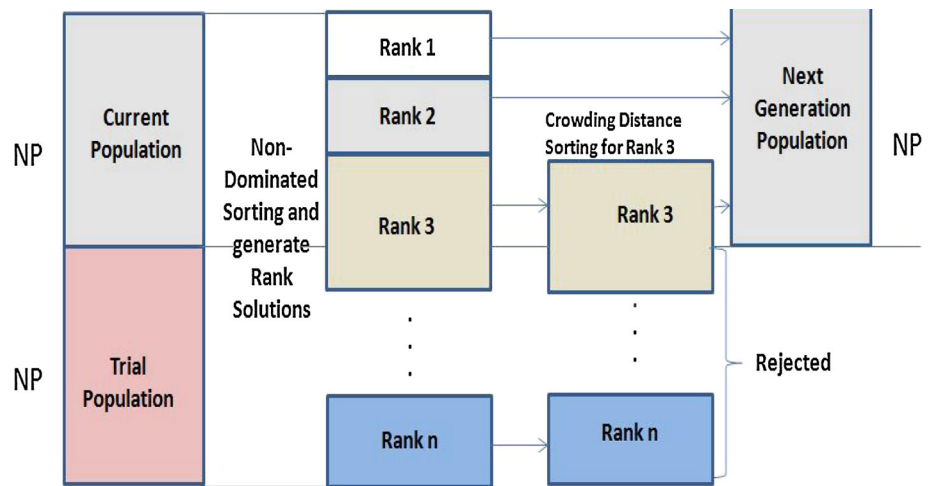 NP
Current
Population
NP
Trial
Population
Non-
Dominated
Sorting and
generate
Rank
Solutions
Rank 1
Rank 2
Rank 3
.
.
.
Rank n
Crowding Distance
Sorting for Rank 3
Rank 3
.
.
.
Rank n
Next
Generation
Population
NP
Rejected